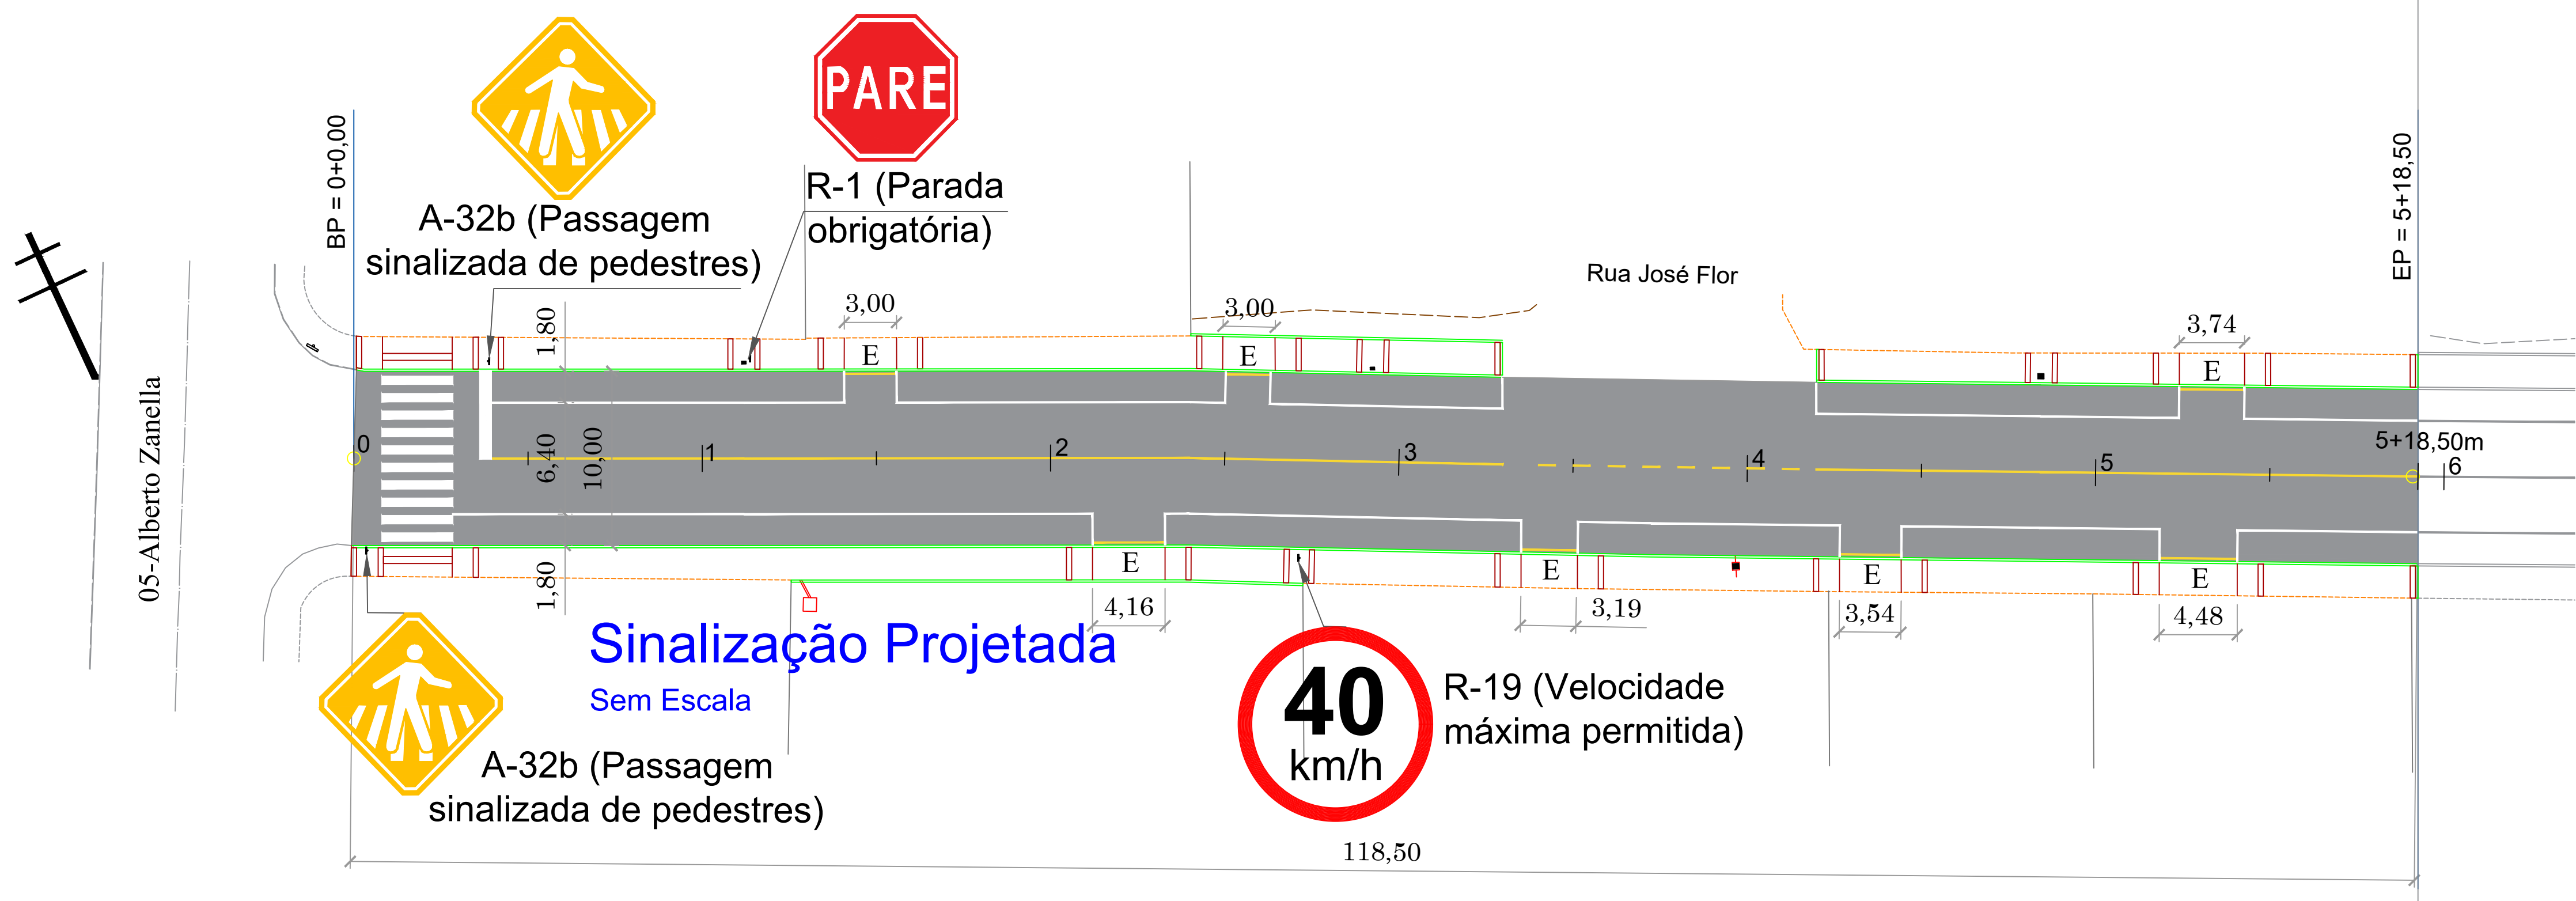 PARE
R-1 (Parada
obrigatória)
A-32b (Passagem
sinalizada de pedestres)
BP = 0+0,00
EP = 5+18,50
Rua José Flor
3,00
3,00
3,74
1,80
E
E
E
05-Alberto Zanella
0
1
2
3
4
5
5+18,50m
6
6,40
10,00
1,80
E
E
E
E
4,16
3,19
3,54
4,48
Sinalização Projetada
Sem Escala
40
km/h
R-19 (Velocidade
máxima permitida)
A-32b (Passagem
sinalizada de pedestres)
118,50